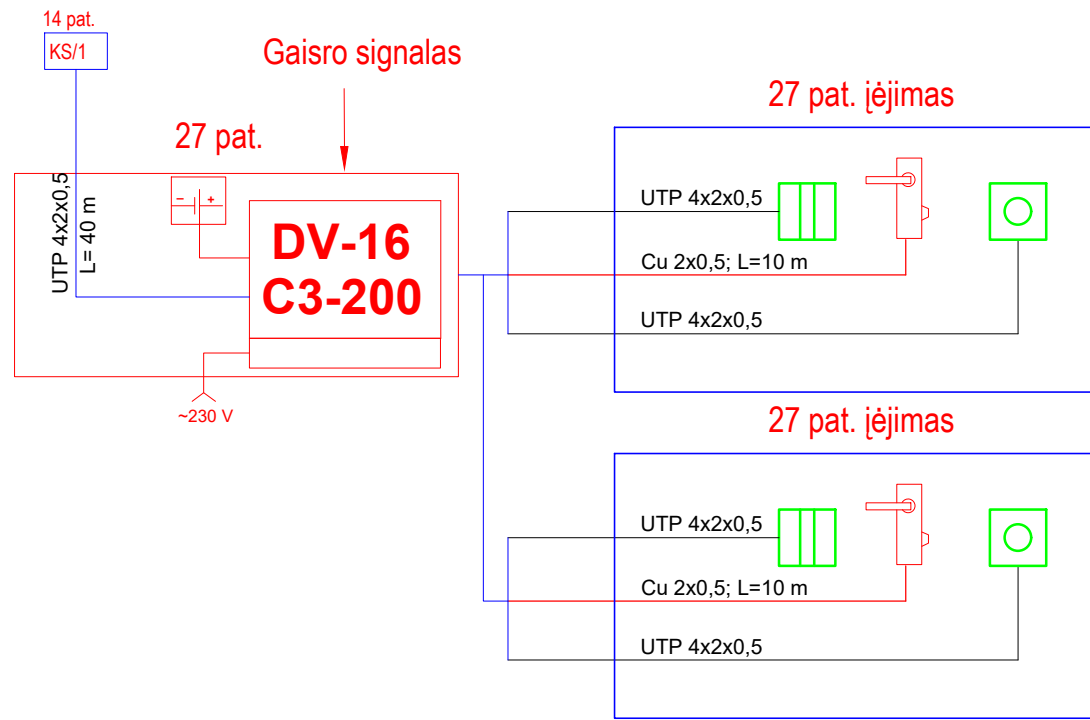 14 pat.
KS/1
Gaisro signalas
27 pat.
UTP 4x2x0,5
L= 40 m
- +
DV-16
C3-200
~230 V
27 pat. įėjimas
UTP 4x2x0,5
Cu 2x0,5; L=10 m
UTP 4x2x0,5
27 pat. įėjimas
UTP 4x2x0,5
Cu 2x0,5; L=10 m
UTP 4x2x0,5